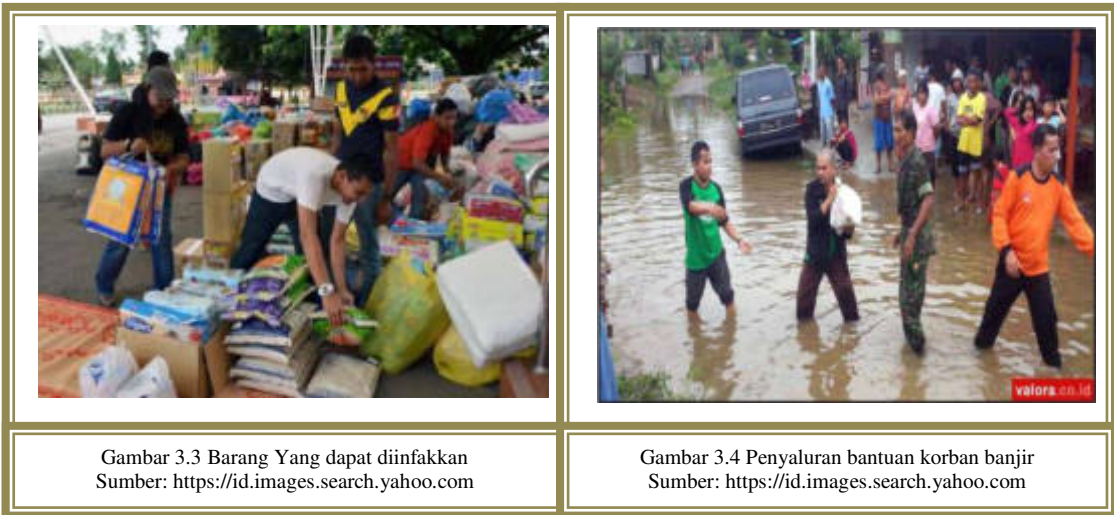 valora.co.id
Gambar 3.3 Barang Yang dapat diinfakkan
Sumber: https://id.images.search.yahoo.com
Gambar 3.4 Penyaluran bantuan korban banjir
Sumber: https://id.images.search.yahoo.com